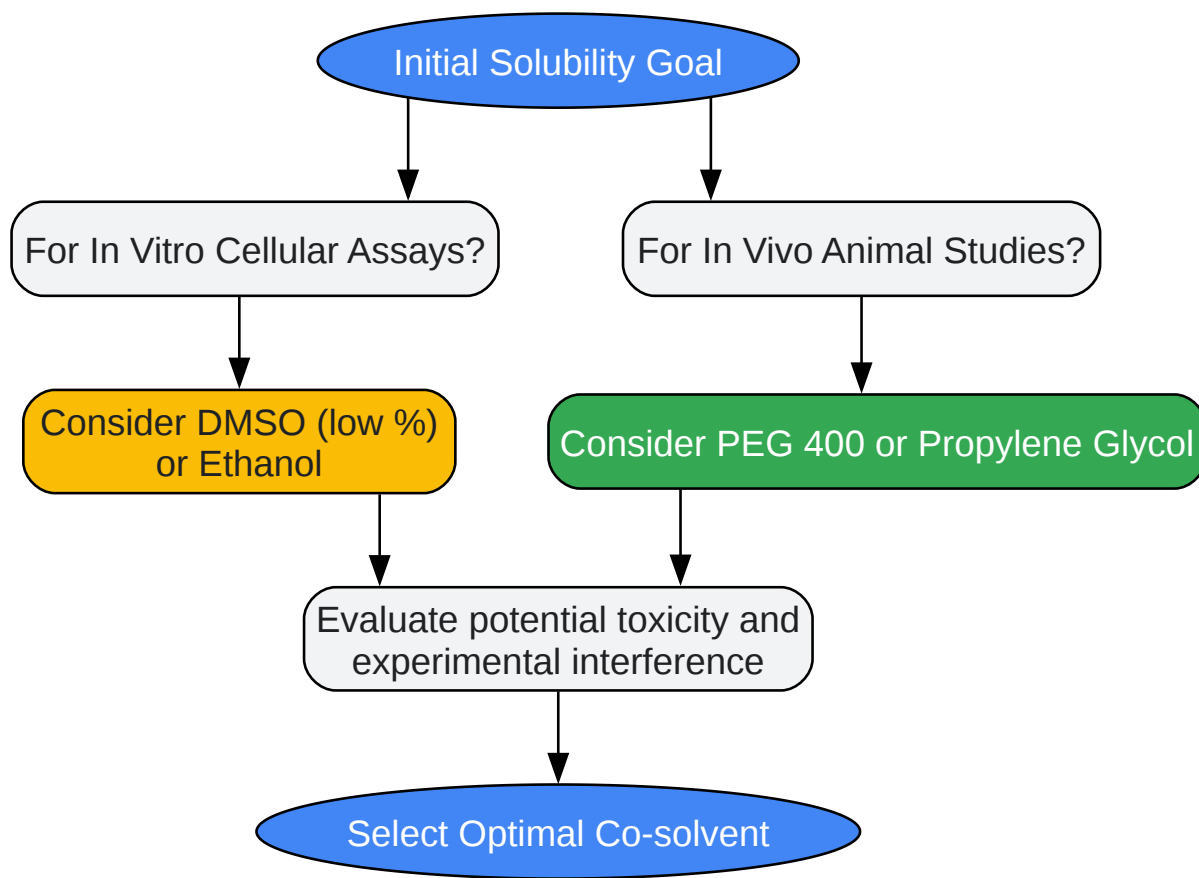 Initial Solubility Goal
For In Vitro Cellular Assays?
For In Vivo Animal Studies?
Consider DMSO (low %)
or Ethanol
Consider PEG 400 or Propylene Glycol
Evaluate potential toxicity and
experimental interference
Select Optimal Co-solvent